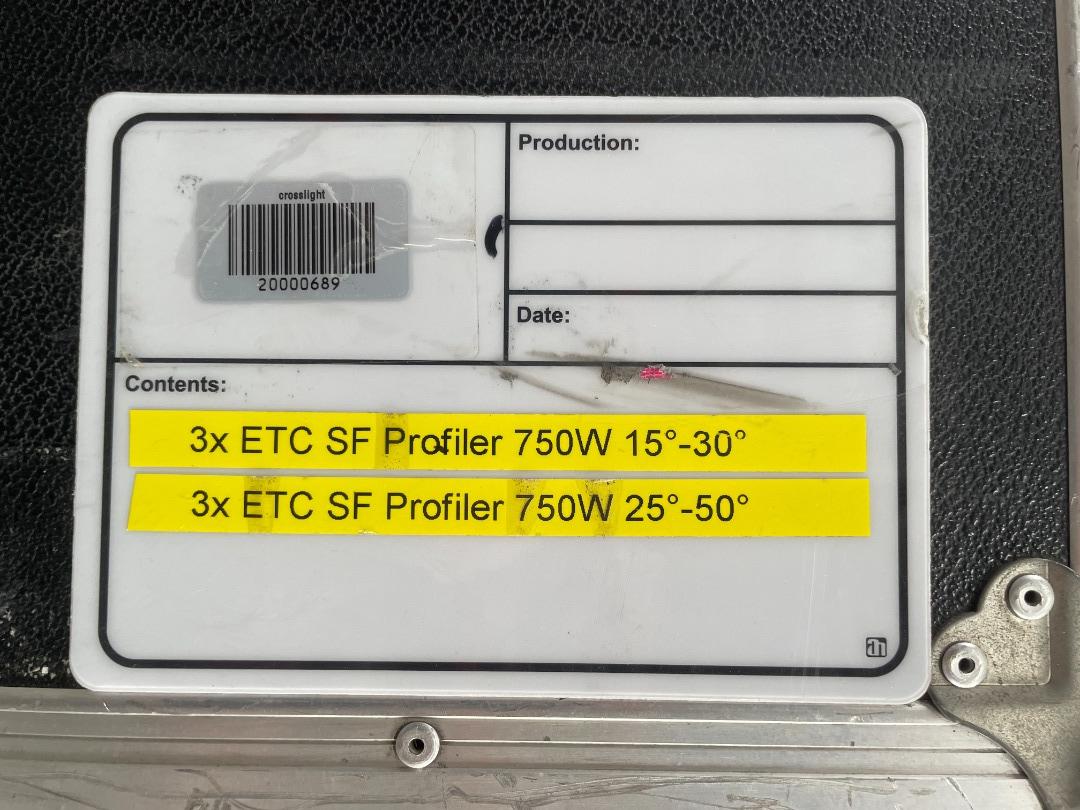 crosslight
20000689
Production:
Date:
Contents:
3x ETC SF Profiler 750W 15°-30°
3x ETC SF Profiler 750W 25°-50°